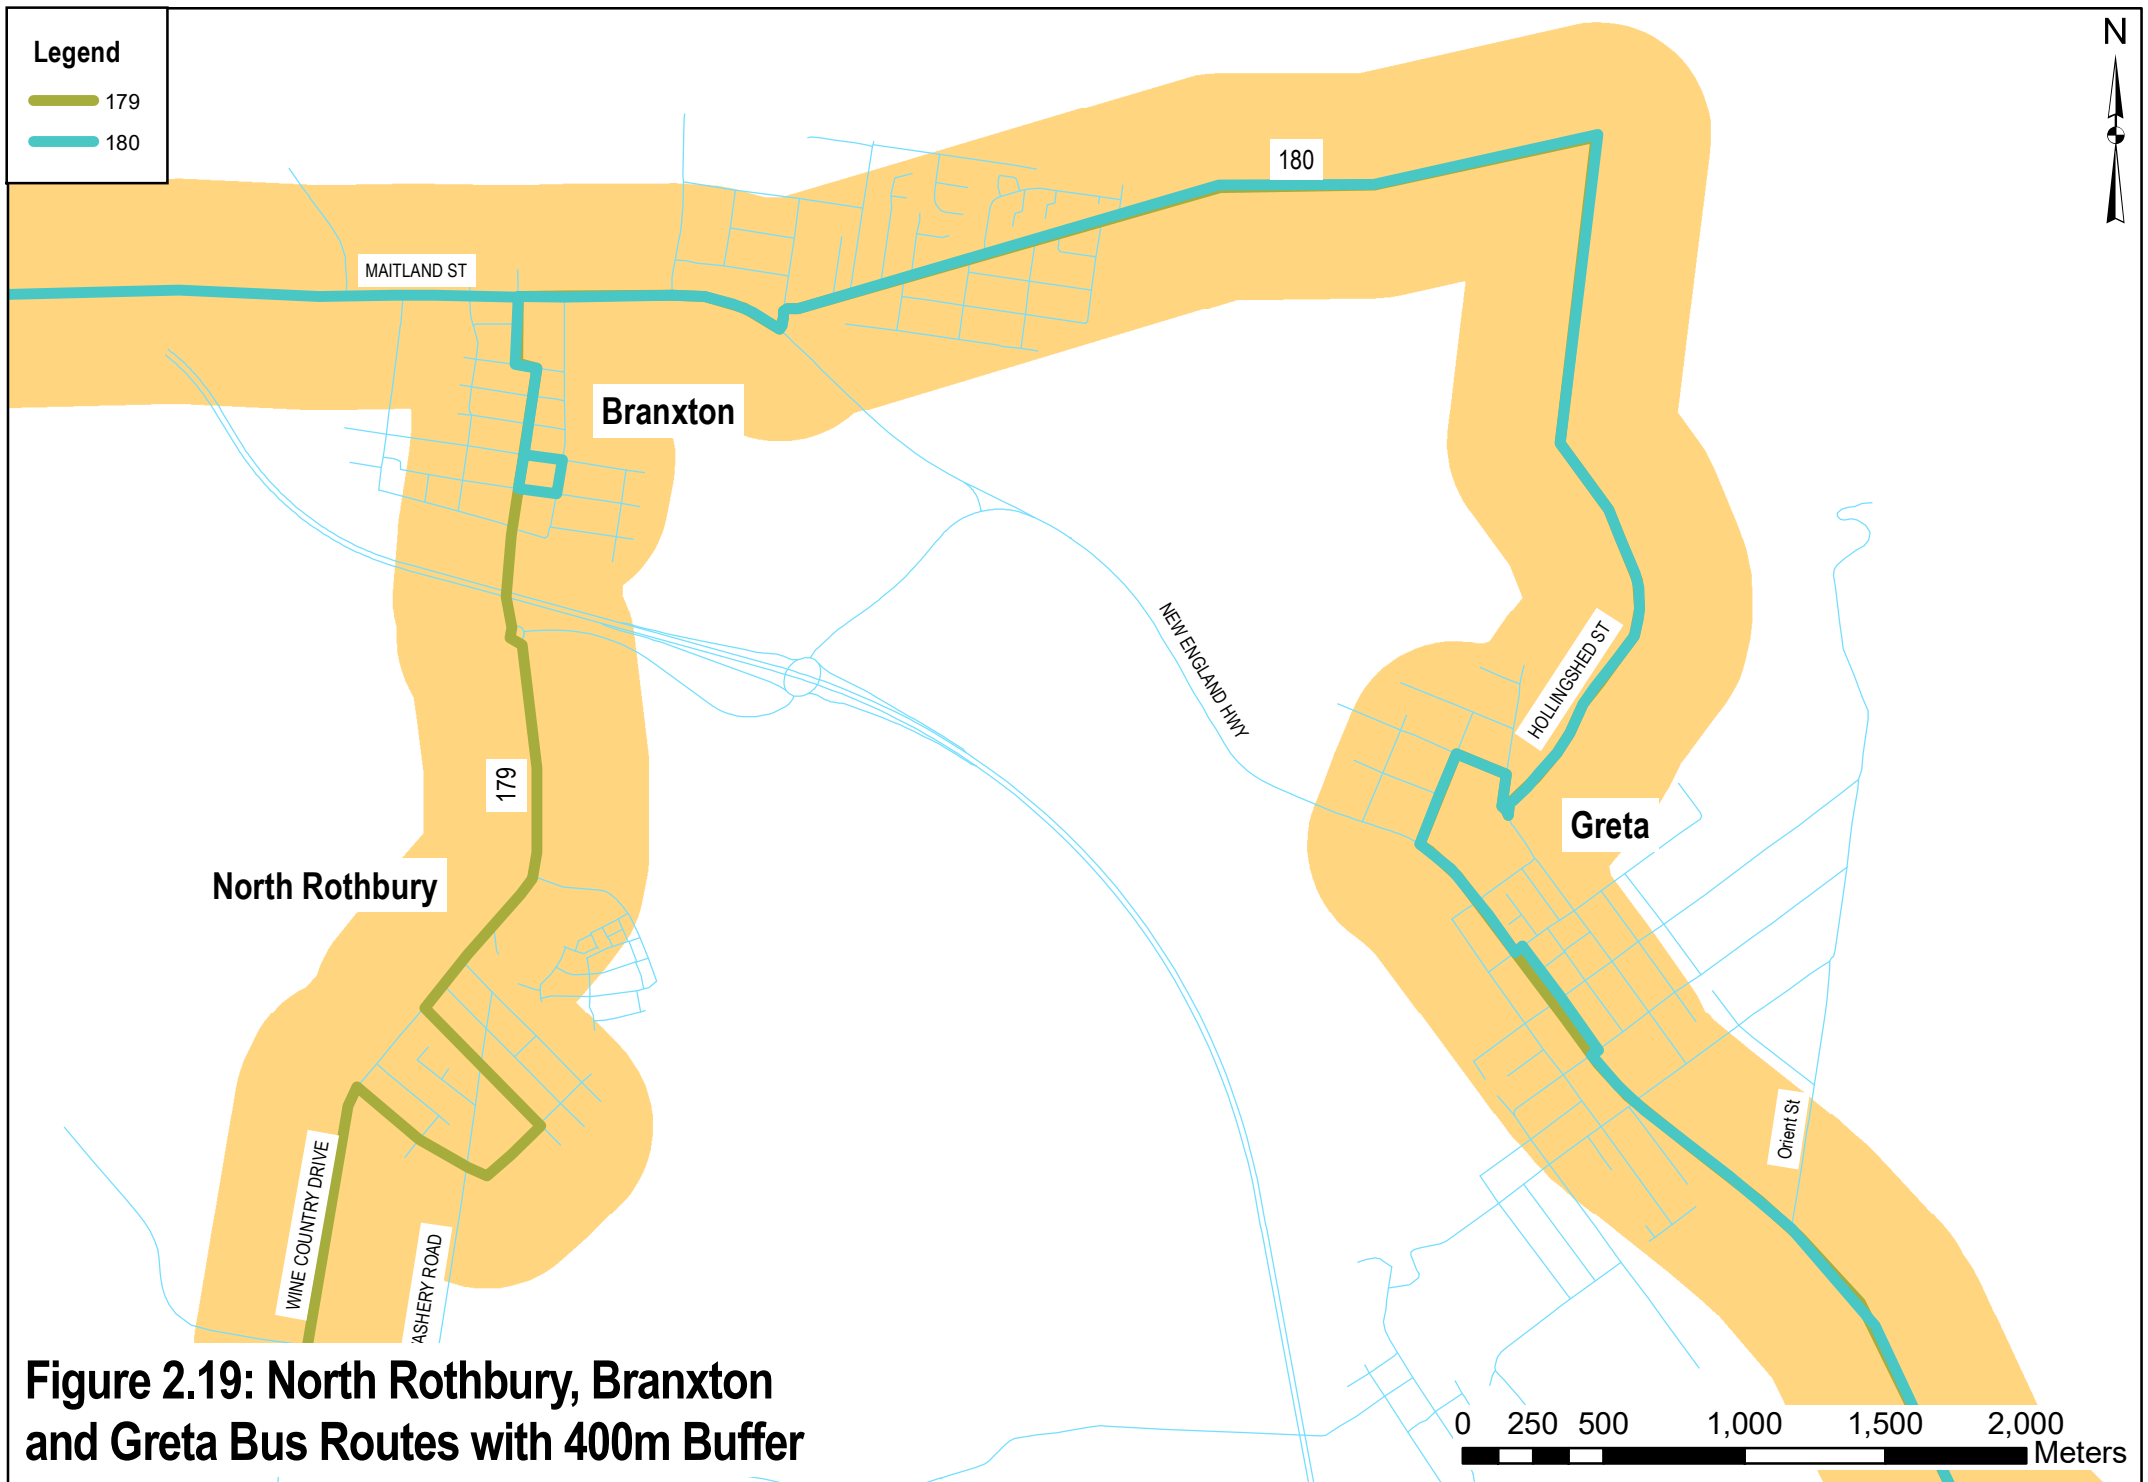 Legend
179
180
N
180
MAITLAND ST
Branxton
NEW ENGLAND HWY
HOLLINGSHED ST
179
Greta
North Rothbury
Orient St
WINE COUNTRY DRIVE
ASHERY ROAD
Figure 2.19: North Rothbury, Branxton
and Greta Bus Routes with 400m Buffer
0 250 500 1,000 1,500 2,000
Meters